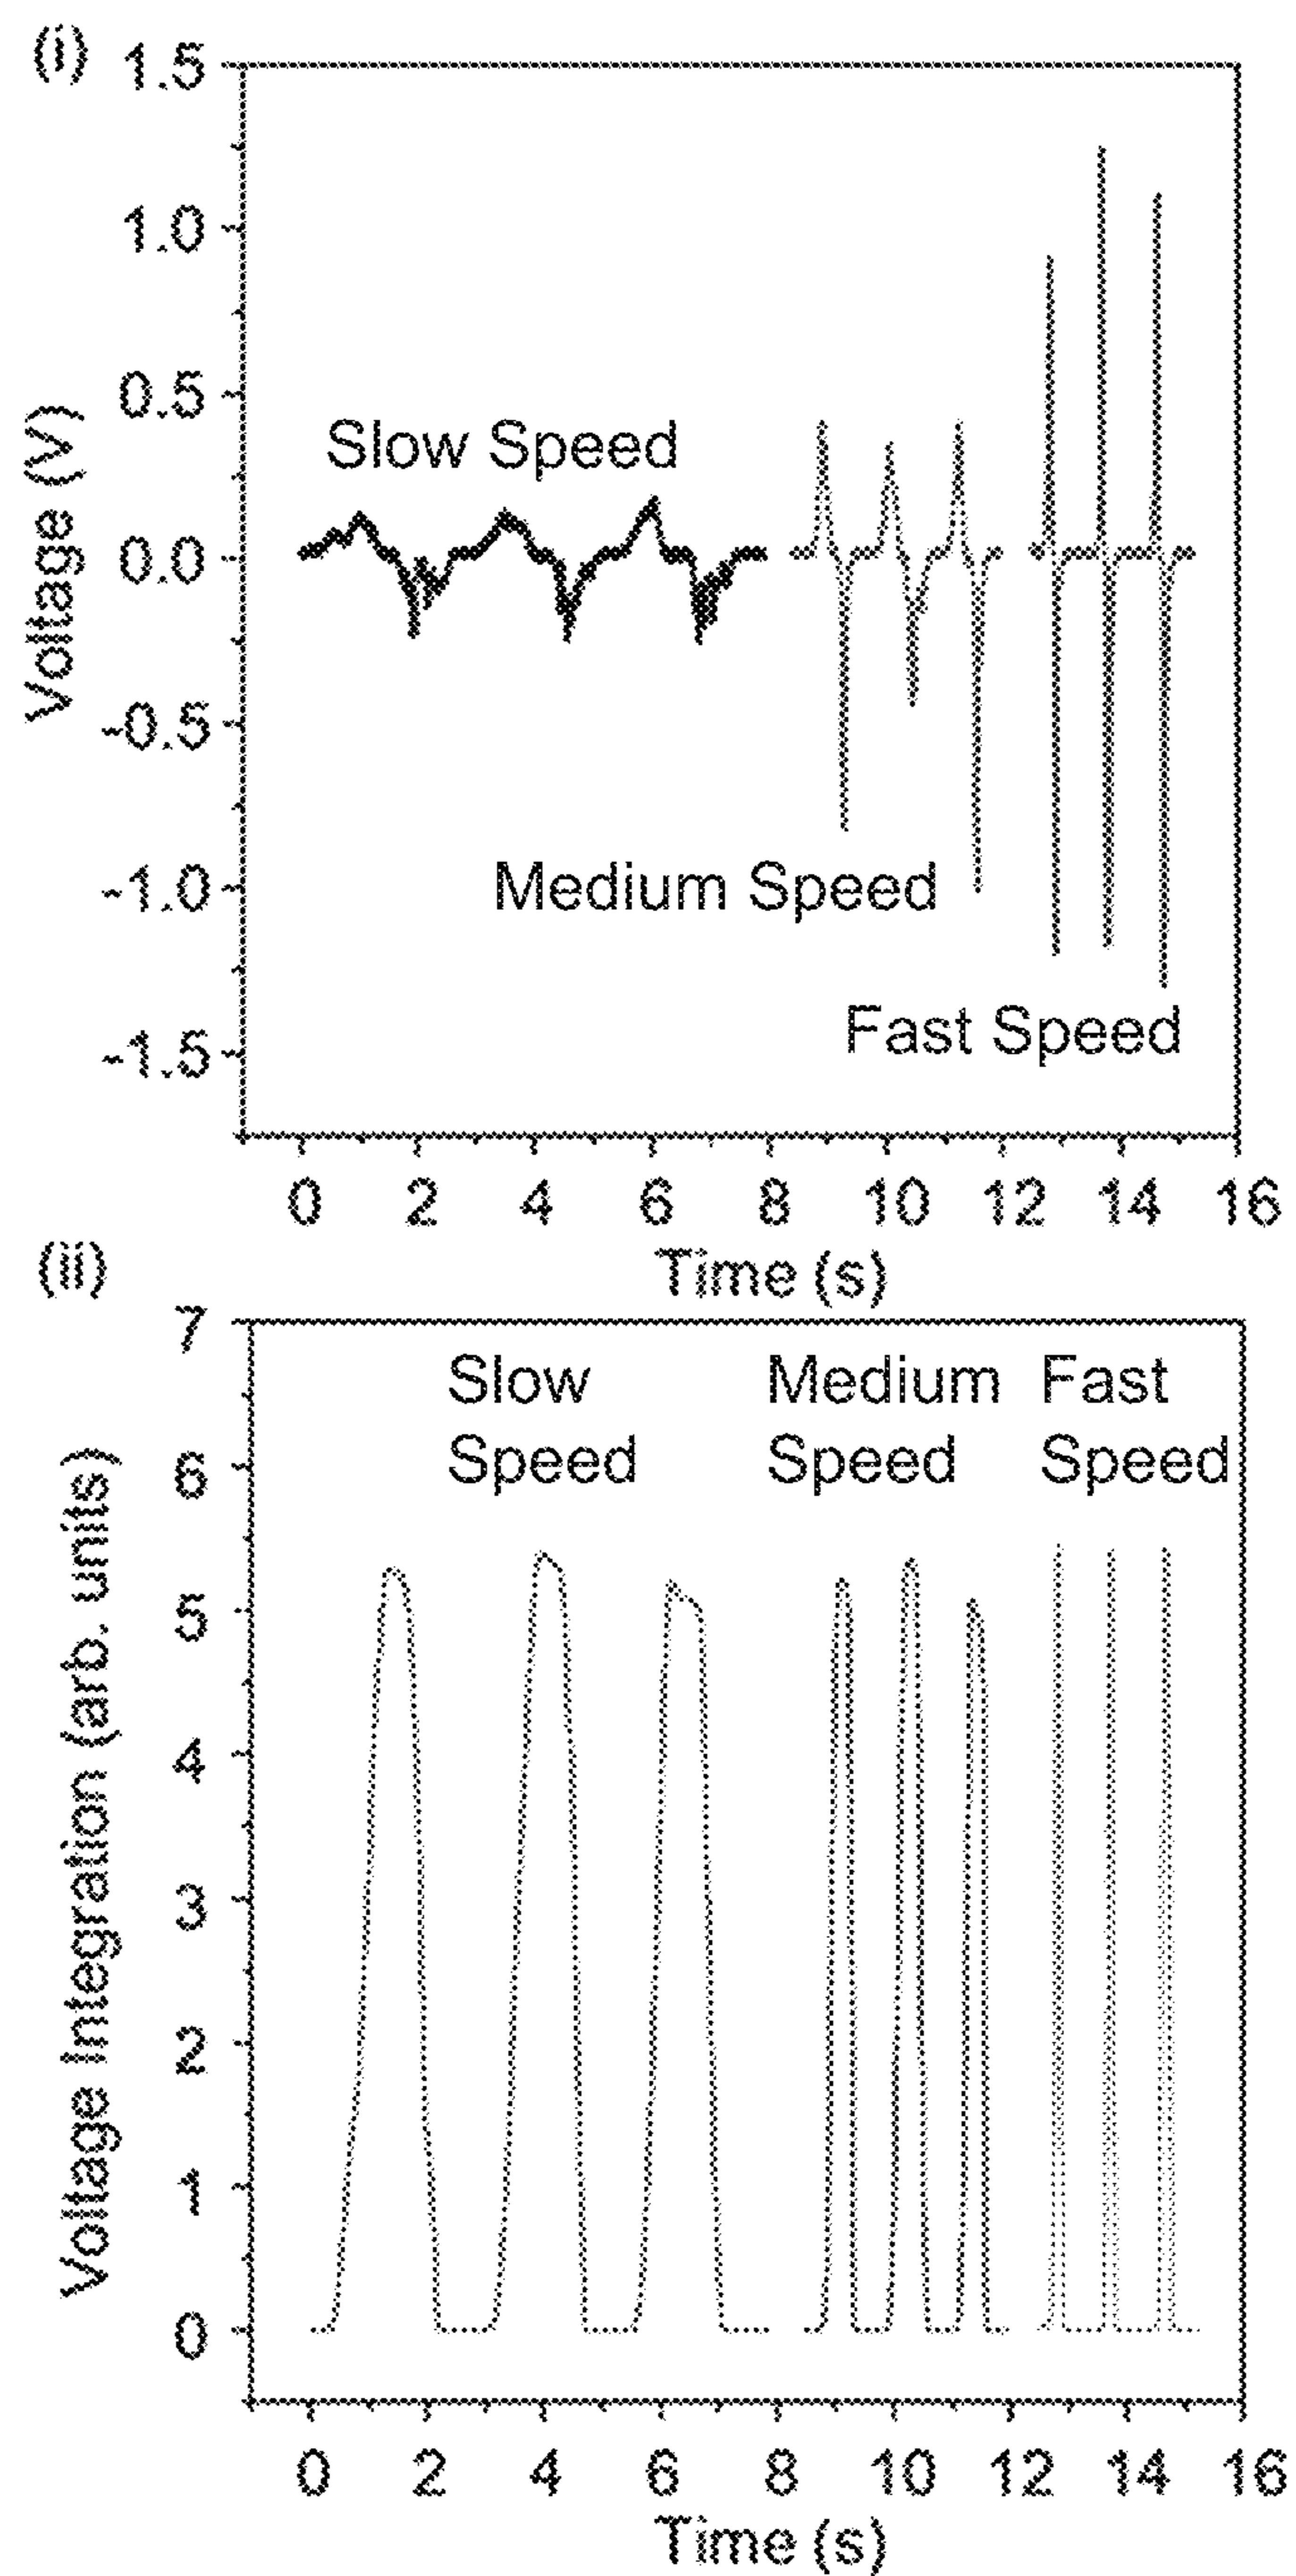 (i)
1.5
1.0
0.5
0.0
-0.5
-1.0
-1.5
Voltage (V)
Slow Speed
Medium Speed
Fast Speed
0 2 4 6 8 10 12 14 16
Time (s)
(ii)
7
6
5
4
3
2
1
0
Voltage Integration (arb. units)
Slow
Speed
Medium
Speed
Fast
Speed
0 2 4 6 8 10 12 14 16
Time (s)